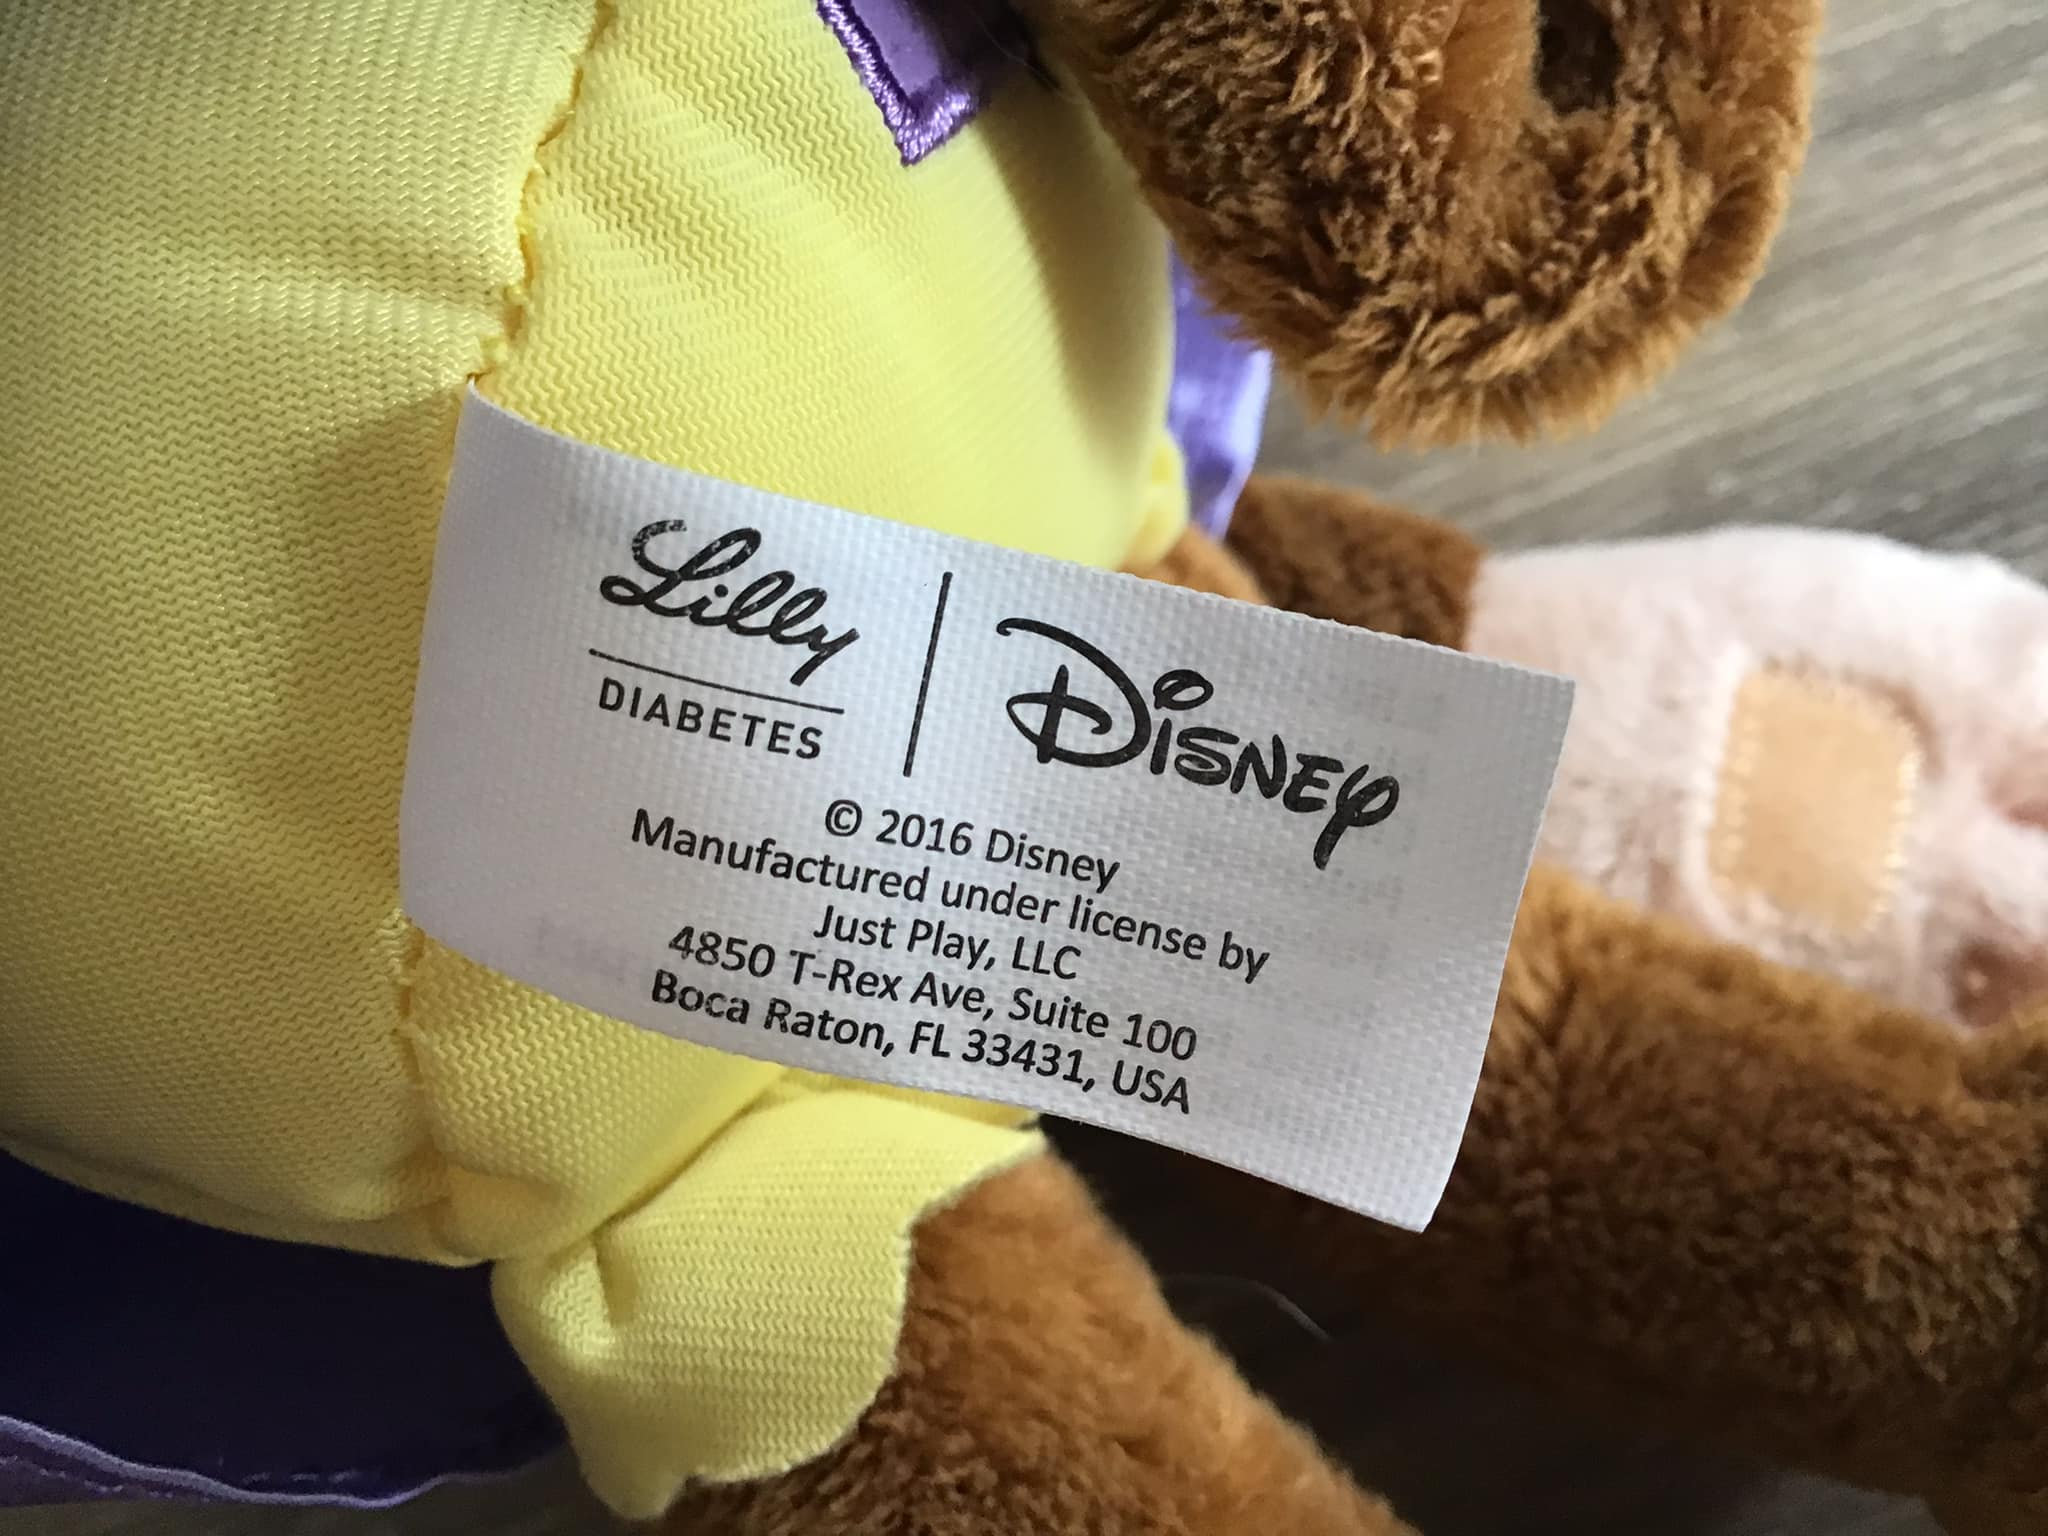 Lilly
DIABETES
Disney
© 2016 Disney
Manufactured under license by
Just Play, LLC
4850 T-Rex Ave, Suite 100
Boca Raton, FL 33431, USA